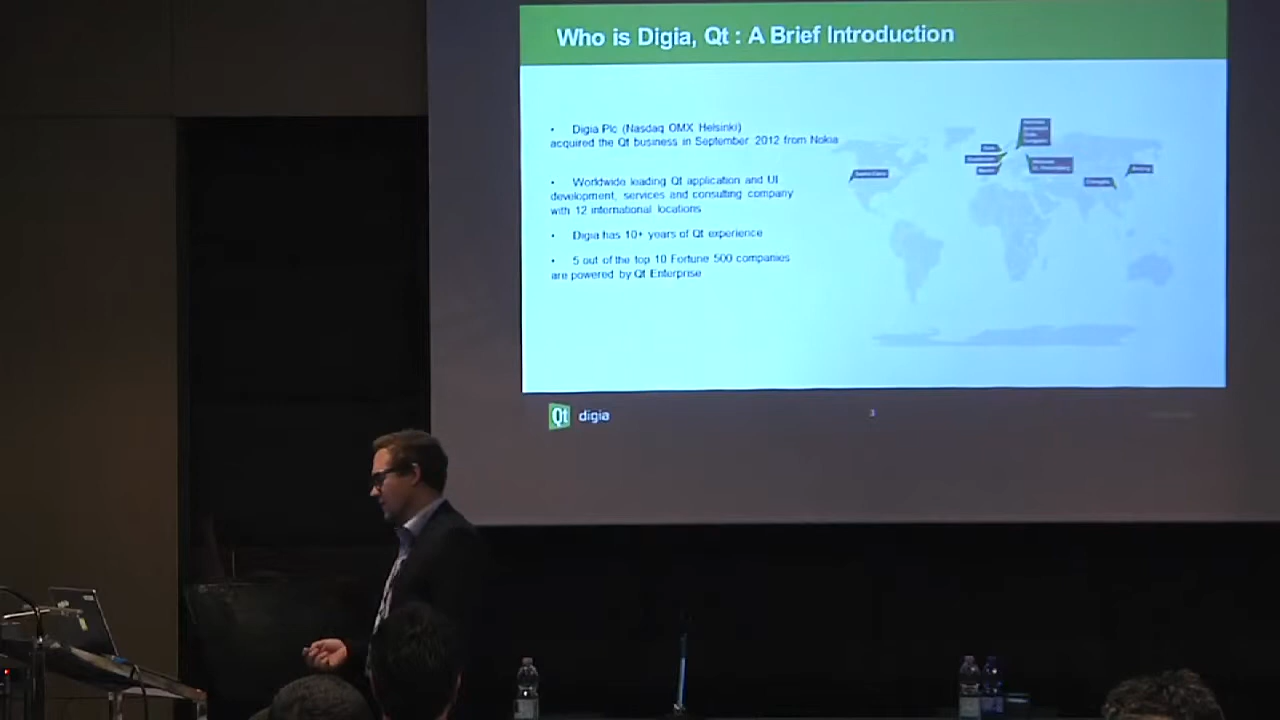 Who is Digia, Qt : A Brief Introduction
• Digia Plc (Nasdaq OMX Helsinki)
acquired the Qt business in September 2012 from Nokia
• Worldwide leading Qt application and UI
development, services and consulting company
with 12 international locations
• Digia has 10+ years of Qt experience
• 5 out of the top 10 Fortune 500 companies
are powered by Qt Enterprise
Qt digia
3